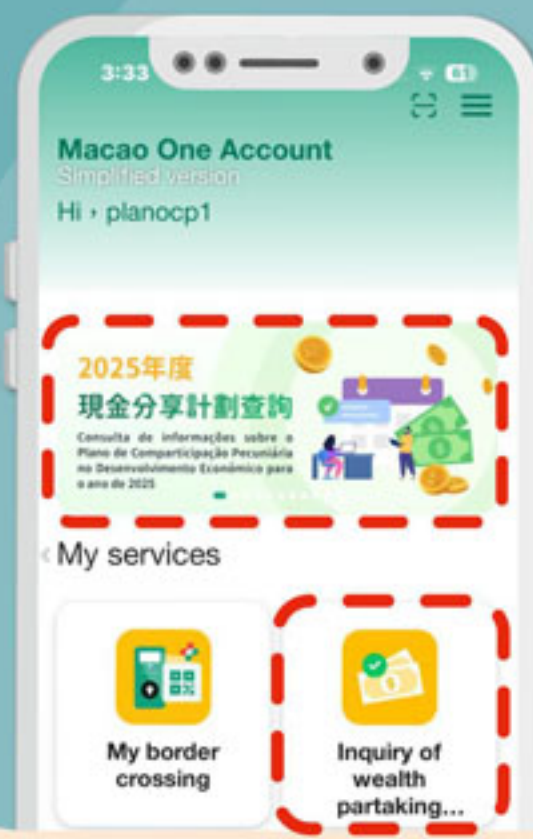 3:33
61
Macao One Account
Simplified version
Hi，planocp1
2025年度
現金分享計劃查詢
Consulta de informações sobre o
Plano de Comparticipação Pecuniária
no Desenvolvimento Económico para
o ano de 2025
My services
My border
crossing
Inquiry of
wealth
partaking...